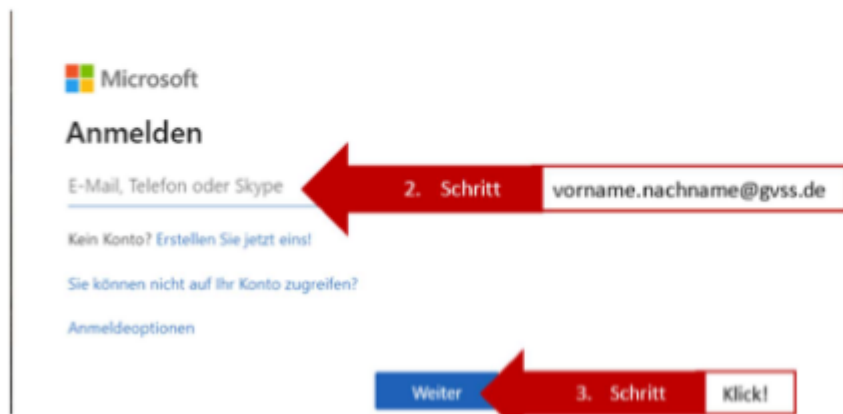 Microsoft
Anmelden
E-Mail, Telefon oder Skype
2. Schritt
vorname.nachname@gvss.de
Kein Konto? Erstellen Sie jetzt eins!
Sie können nicht auf Ihr Konto zugreifen?
Anmeldeoptionen
Weiter
3. Schritt
Klick!